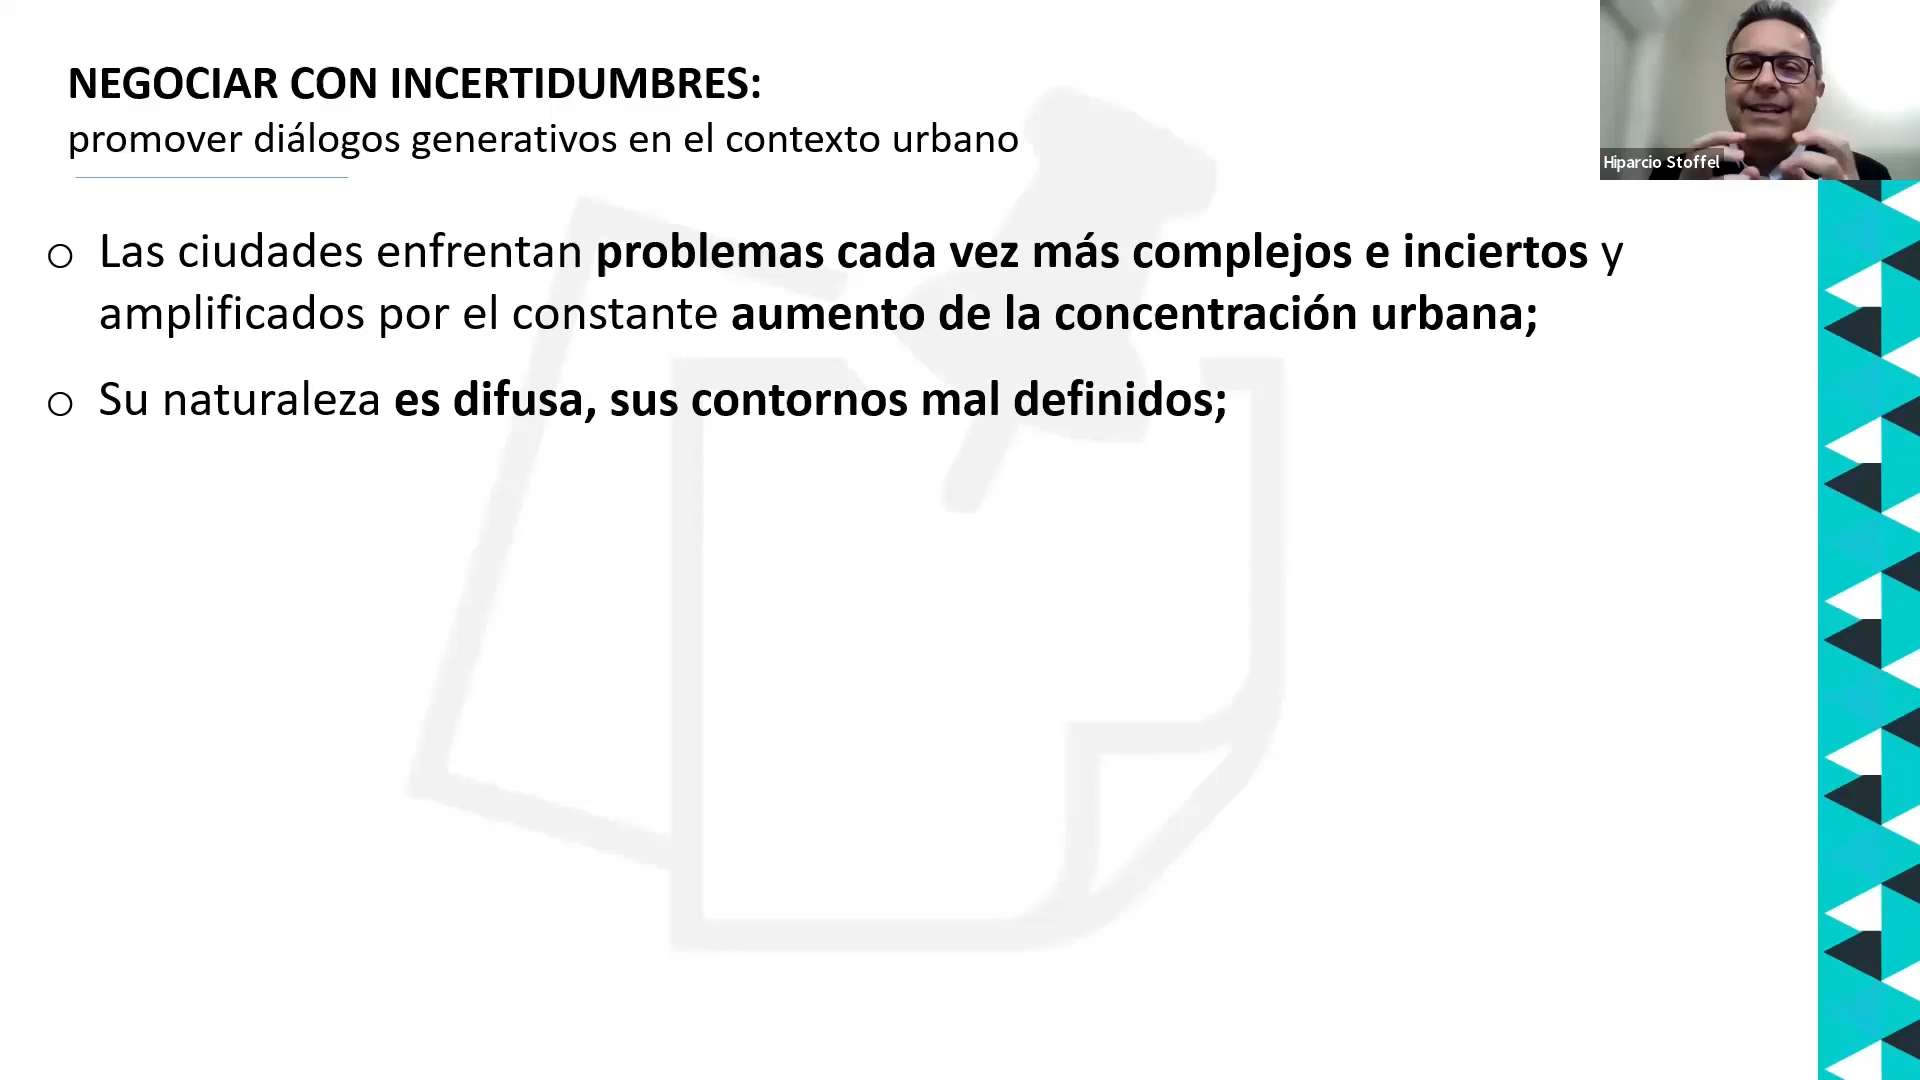 NEGOCIAR CON INCERTIDUMBRES:
promover diálogos generativos en el contexto urbano
Hiparcio Stoffel
○ Las ciudades enfrentan problemas cada vez más complejos e inciertos y
amplificados por el constante aumento de la concentración urbana;
○ Su naturaleza es difusa, sus contornos mal definidos;